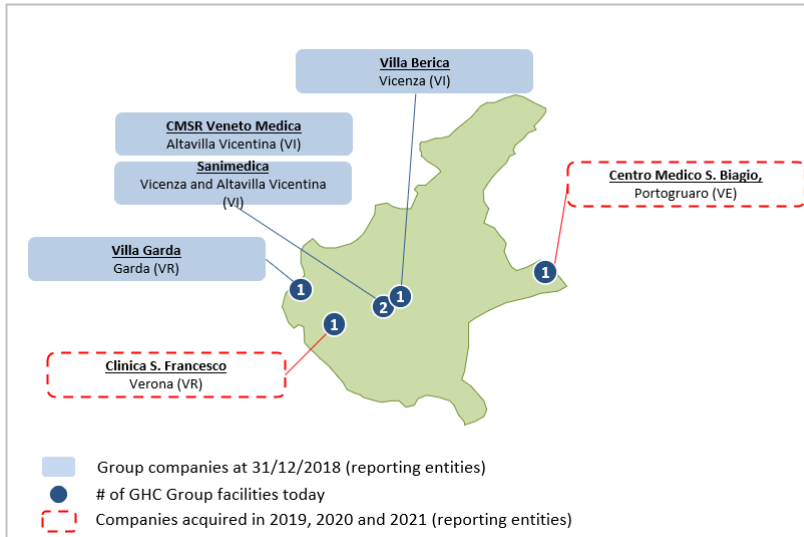 Villa Berica
Vicenza (VI)
CMSR Veneto Medica
Altavilla Vicentina (VI)
Sanimedica
Vicenza and Altavilla Vicentina
(VI)
Centro Medico S. Biagio,
Portogruaro (VE)
Villa Garda
Garda (VR)
1
1
1
2
1
Clinica S. Francesco
Verona (VR)
Group companies at 31/12/2018 (reporting entities)
# of GHC Group facilities today
Companies acquired in 2019, 2020 and 2021 (reporting entities)